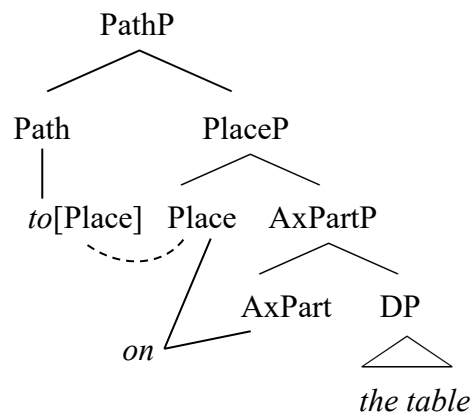 PathP
Path PlaceP
to[Place] Place AxPartP
AxPart DP
on
the table